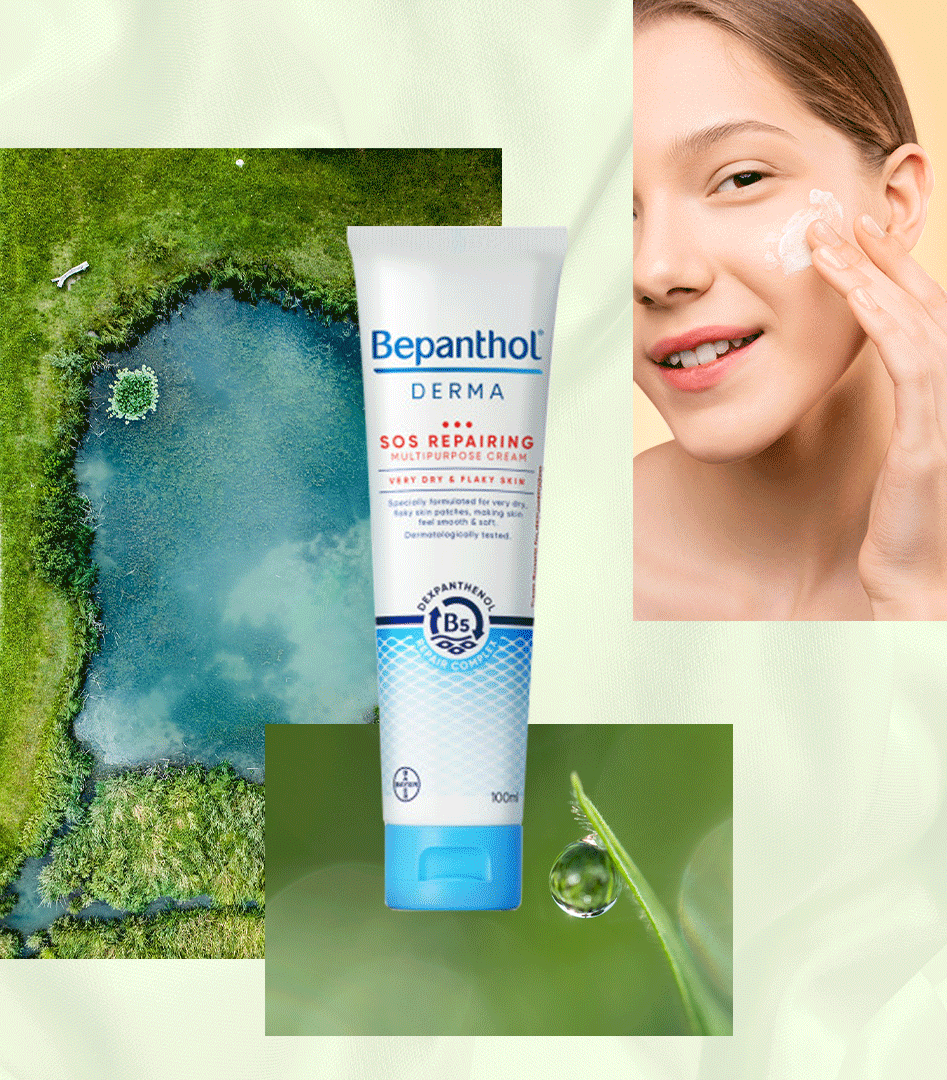 Bepanthol®
DERMA
SOS REPAIRING
MULTIPURPOSE CREAM
VERY DRY & FLAKY SKIN
Specially formulated for very dry,
flaky skin patches, making skin
feel smooth & soft.
Dermatologically tested.
DEXPANTHENOL
B5
REPAIR COMPLEX
BAYER
100ml